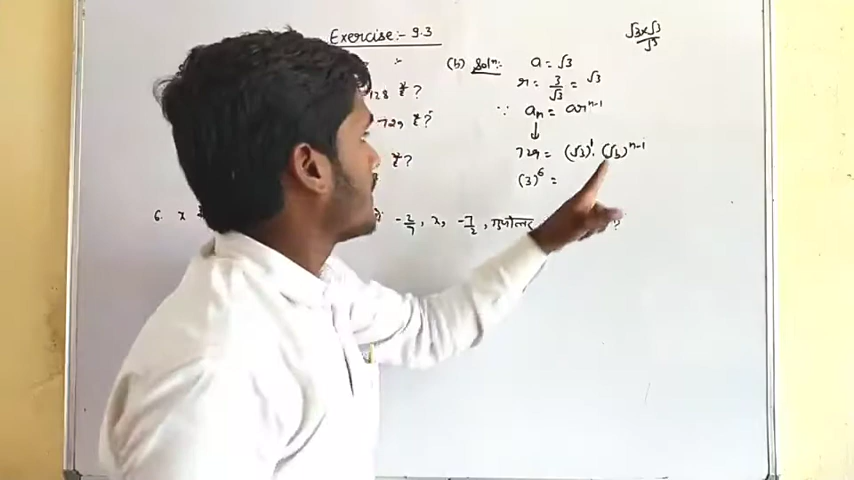 Exercise:- 9.3
√3×√3
√3
:-
128 है?
729 है?
है?
(b) Solⁿ:- a = √3
r = 3/√3 = √3
∵ aₙ = arⁿ⁻¹
↓
729 = (√3)¹·(√3)ⁿ⁻¹
(3)⁶ =
6. x -2/7, x, -7/2, गुणोत्तर ?